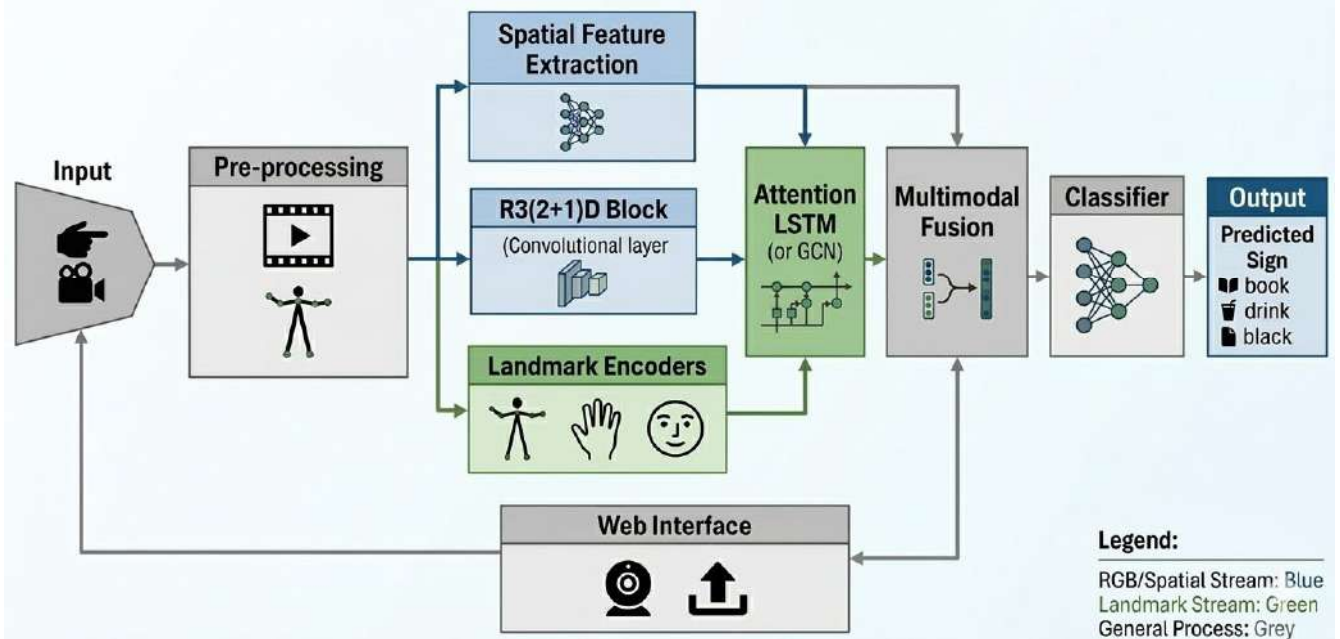 Input
Pre-processing
Spatial Feature
Extraction
R3(2+1)D Block
(Convolutional layer
Landmark Encoders
Attention
LSTM
(or GCN)
Multimodal
Fusion
Classifier
Output
Predicted
Sign
book
drink
black
Web Interface
Legend:
RGB/Spatial Stream: Blue
Landmark Stream: Green
General Process: Grey